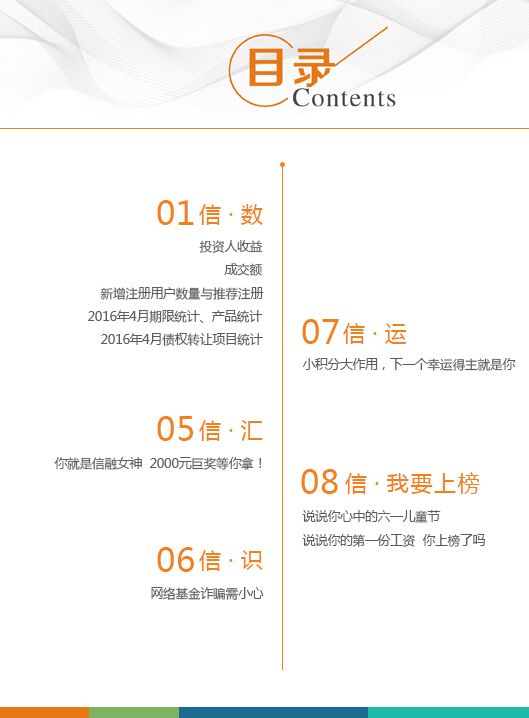 目录
Contents
01 信·数
投资人收益
成交额
新增注册用户数量与推荐注册
2016年4月期限统计、产品统计
2016年4月债权转让项目统计
05 信·汇
你就是信融女神 2000元巨奖等你拿！
06 信·识
网络基金诈骗需小心
07 信·运
小积分大作用，下一个幸运得主就是你
08 信·我要上榜
说说你心中的六一儿童节
说说你的第一份工资 你上榜了吗